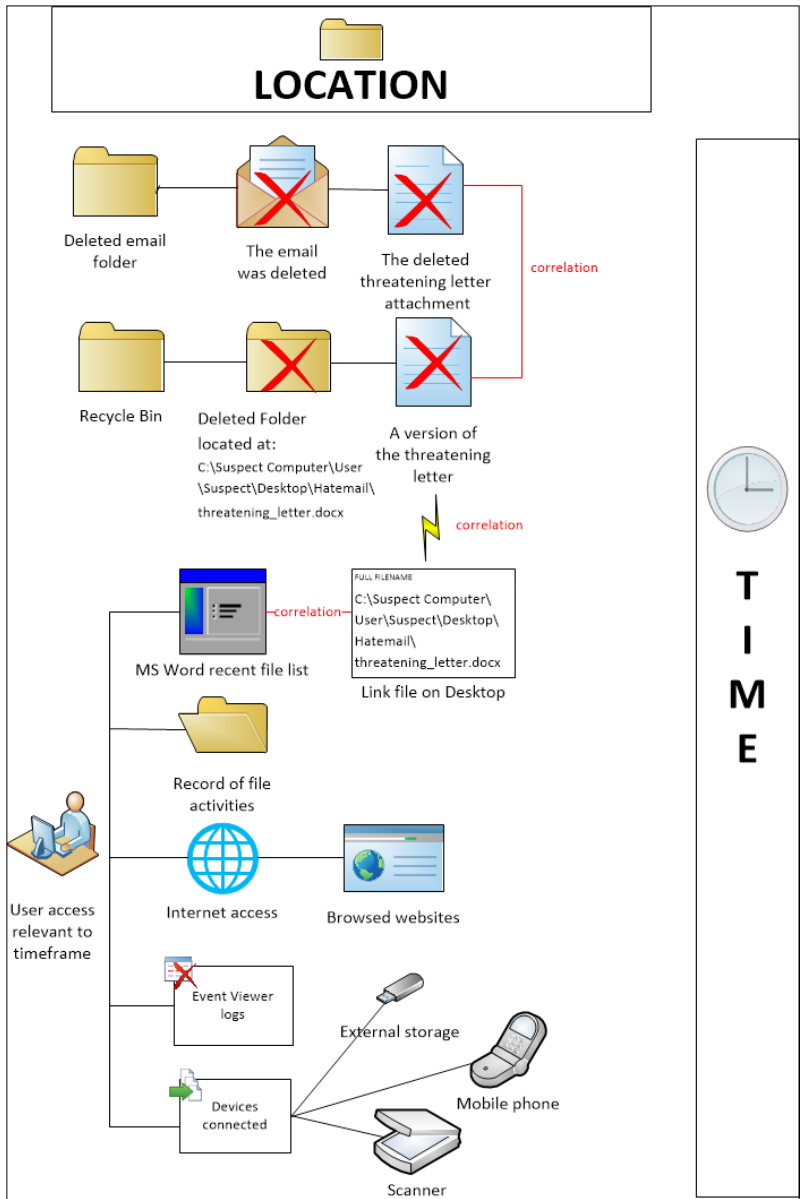 LOCATION
Deleted email
folder
The email
was deleted
The deleted
threatening letter
attachment
correlation
Recycle Bin
Deleted Folder
located at:
C:\Suspect Computer\User
\Suspect\Desktop\Hatemail\
threatening_letter.docx
A version of
the threatening
letter
correlation
MS Word recent file list
correlation
FULL FILENAME
C:\Suspect Computer\
User\Suspect\Desktop\
Hatemail\
threatening_letter.docx
Link file on Desktop
Record of file
activities
User access
relevant to
timeframe
Internet access
Browsed websites
Event Viewer
logs
External storage
Devices
connected
Mobile phone
Scanner
T
I
M
E